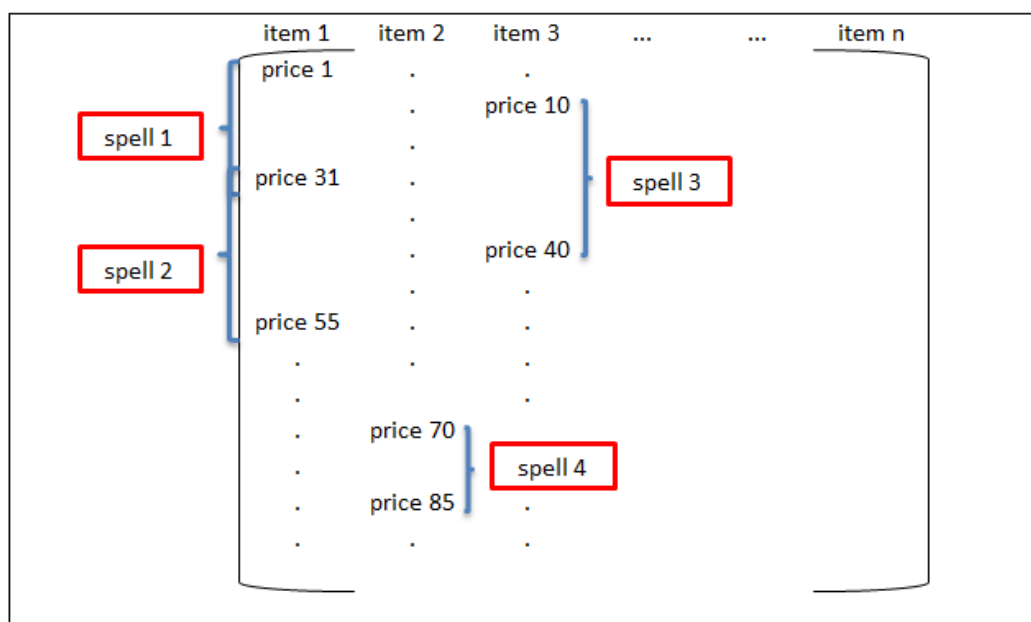 item 1 item 2 item 3 ... ... item n
price 1 . .
. price 10
spell 1 .
price 31 . spell 3
.
spell 2 . price 40
. .
price 55 . .
. . .
. .
. price 70
. spell 4
. price 85 .
. . .